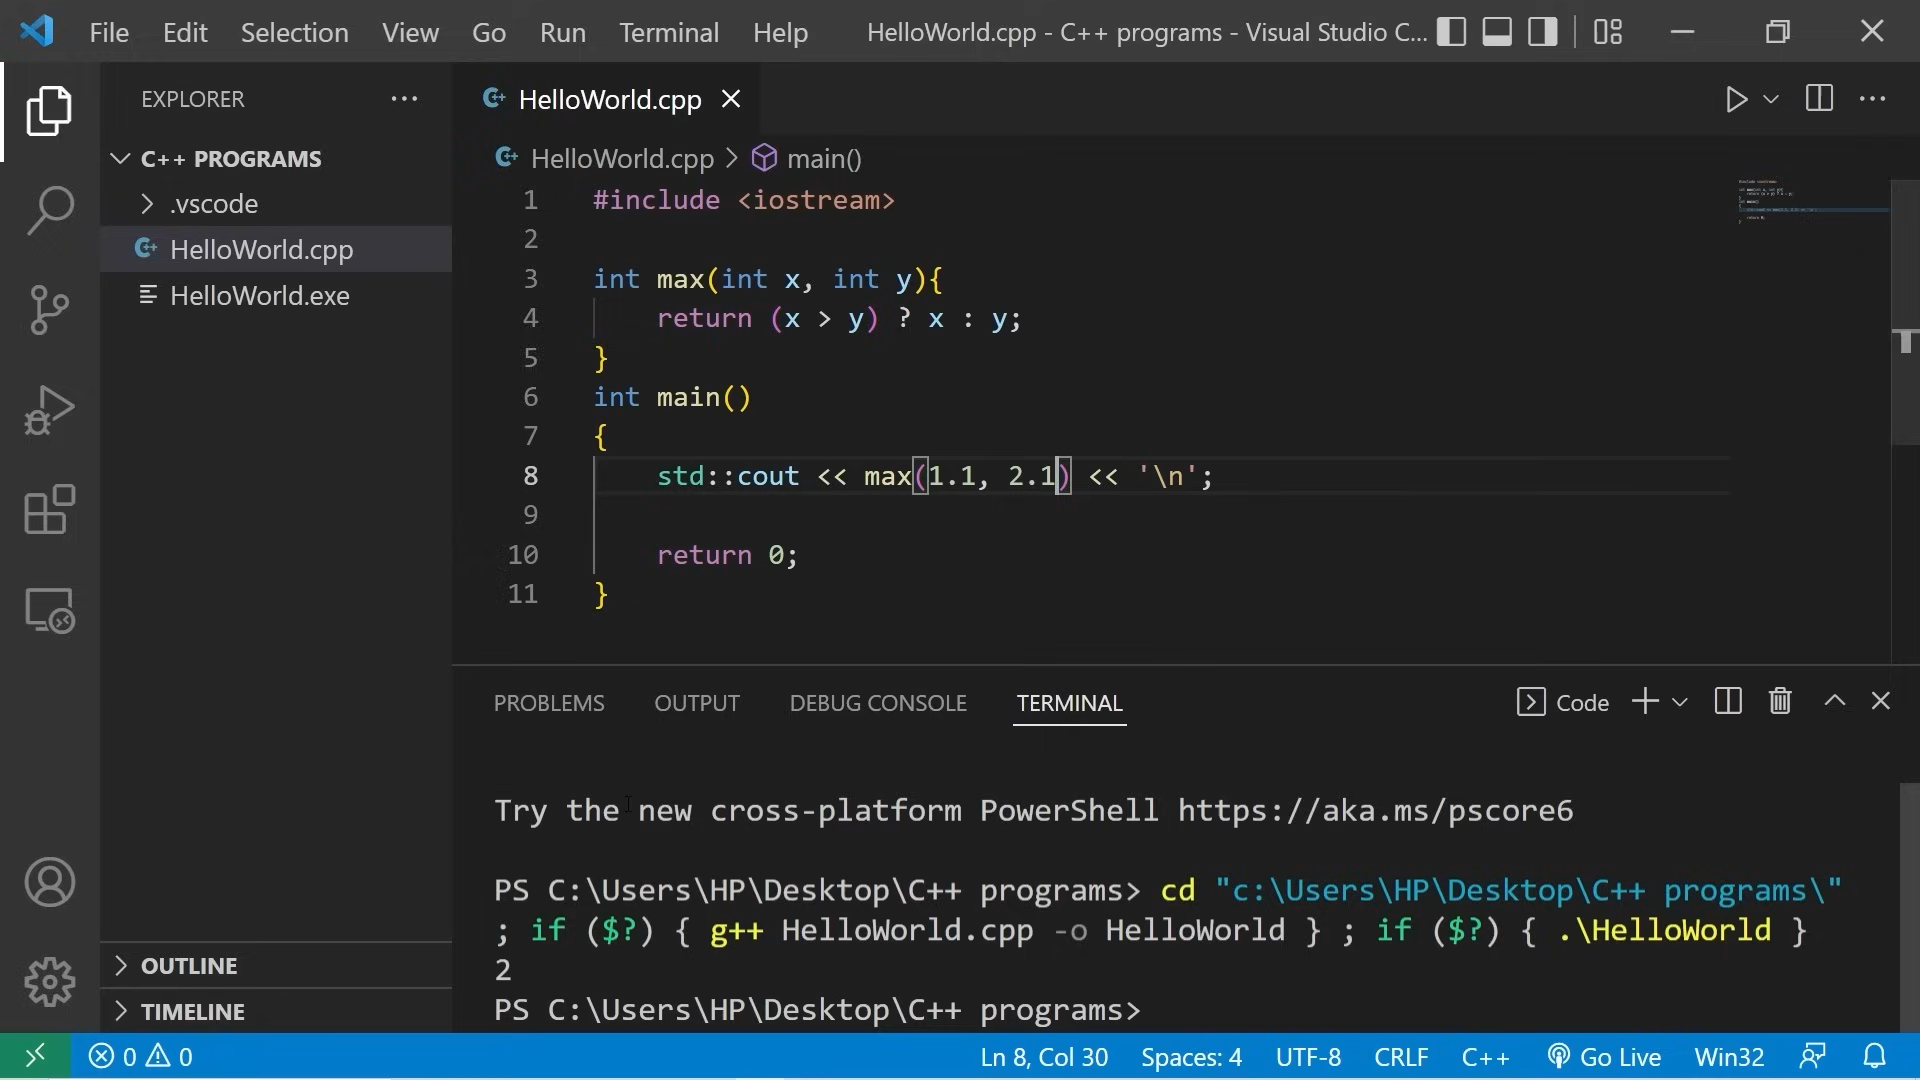 File Edit Selection View Go Run Terminal Help HelloWorld.cpp - C++ programs - Visual Studio C...
EXPLORER
C++ PROGRAMS
.vscode
HelloWorld.cpp
HelloWorld.exe
OUTLINE
TIMELINE
HelloWorld.cpp
HelloWorld.cpp > main()
1 #include <iostream>
2
3 int max(int x, int y){
4 return (x > y) ? x : y;
5 }
6 int main()
7 {
8 std::cout << max(1.1, 2.1) << '\n';
9
10 return 0;
11 }
PROBLEMS OUTPUT DEBUG CONSOLE TERMINAL Code
Try the new cross-platform PowerShell https://aka.ms/pscore6
PS C:\Users\HP\Desktop\C++ programs> cd "c:\Users\HP\Desktop\C++ programs\"
; if ($?) { g++ HelloWorld.cpp -o HelloWorld } ; if ($?) { .\HelloWorld }
2
PS C:\Users\HP\Desktop\C++ programs>
0 0 Ln 8, Col 30 Spaces: 4 UTF-8 CRLF C++ Go Live Win32